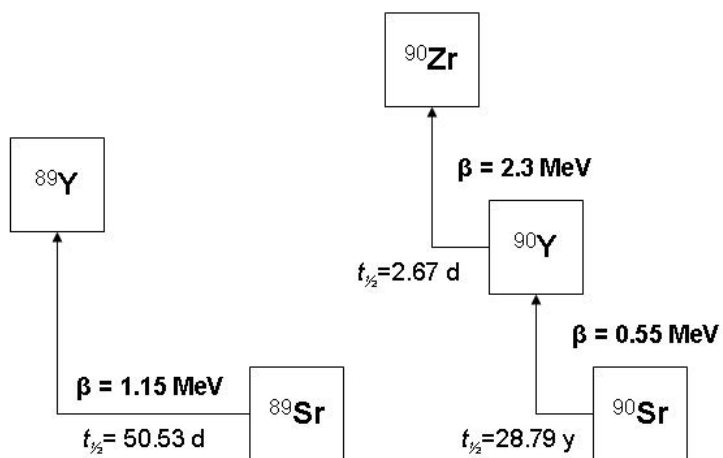 ⁹⁰Zr
⁸⁹Y
β = 2.3 MeV
⁹⁰Y
t½=2.67 d
β = 0.55 MeV
β = 1.15 MeV
⁸⁹Sr
⁹⁰Sr
t½= 50.53 d
t½=28.79 y